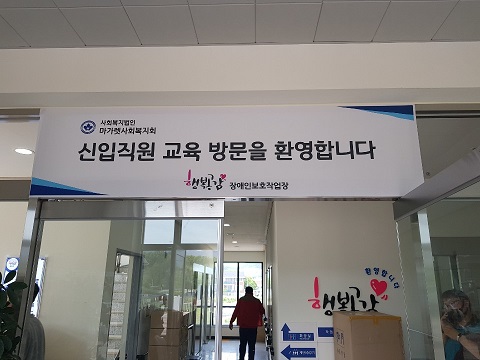 사회복지법인
마가렛사회복지회
신입직원 교육 방문을 환영합니다
행복감 장애인보호작업장
환영합니다
행복감